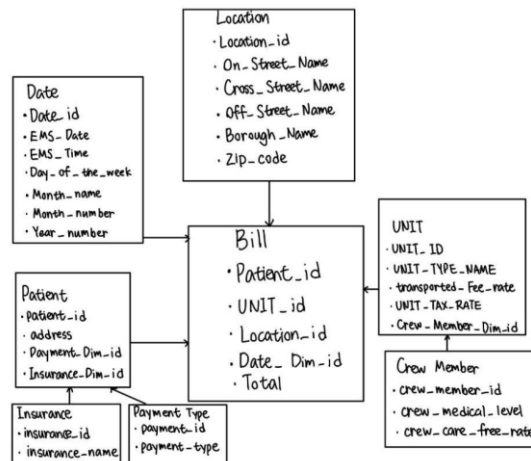 Location
• Location_id
• On_Street_Name
• Cross_Street_Name
• Off_Street_Name
• Borough_Name
• Zip_code
Date
• Date_id
• EMS_Date
• EMS_Time
• Day_of_the_week
• Month_name
• Month_number
• Year_number
Bill
• Patient_id
• UNIT_id
• Location_id
• Date_Dim_id
• Total
UNIT
• UNIT_ID
• UNIT_TYPE_NAME
• transported_Fee_rate
• UNIT_TAX_RATE
• Crew_Member_Dim_id
Patient
• patient_id
• address
• Payment_Dim_id
• Insurance_Dim_id
Crew Member
• crew_member_id
• crew_medical_level
• crew_care_free_rate
Insurance
• insurance_id
• insurance_name
Payment Type
• payment_id
• payment_type